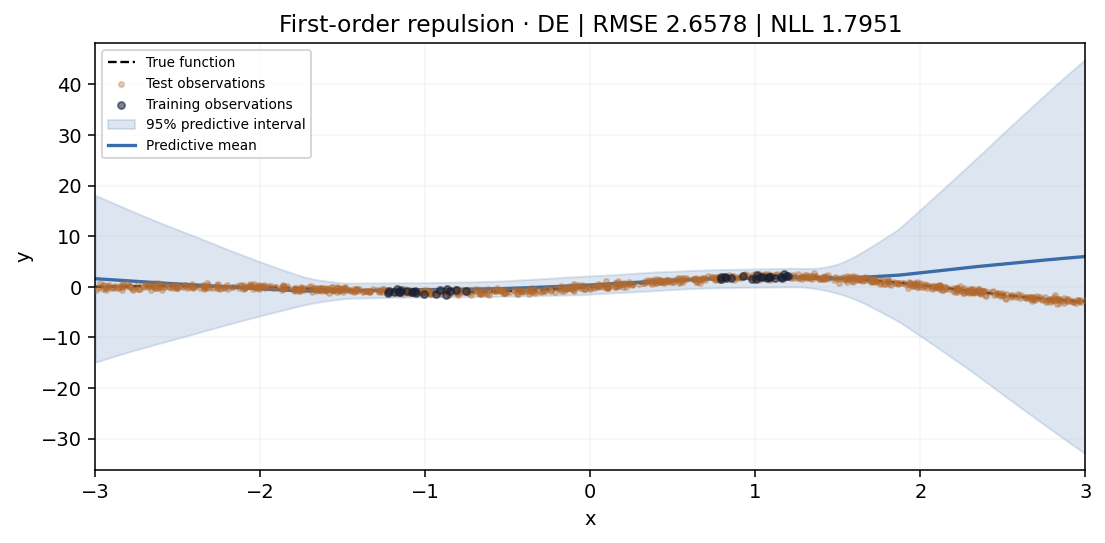 First-order repulsion · DE | RMSE 2.6578 | NLL 1.7951
True function
Test observations
Training observations
95% predictive interval
Predictive mean
y
40
30
20
10
0
−10
−20
−30
−3
−2
−1
0
1
2
3
x